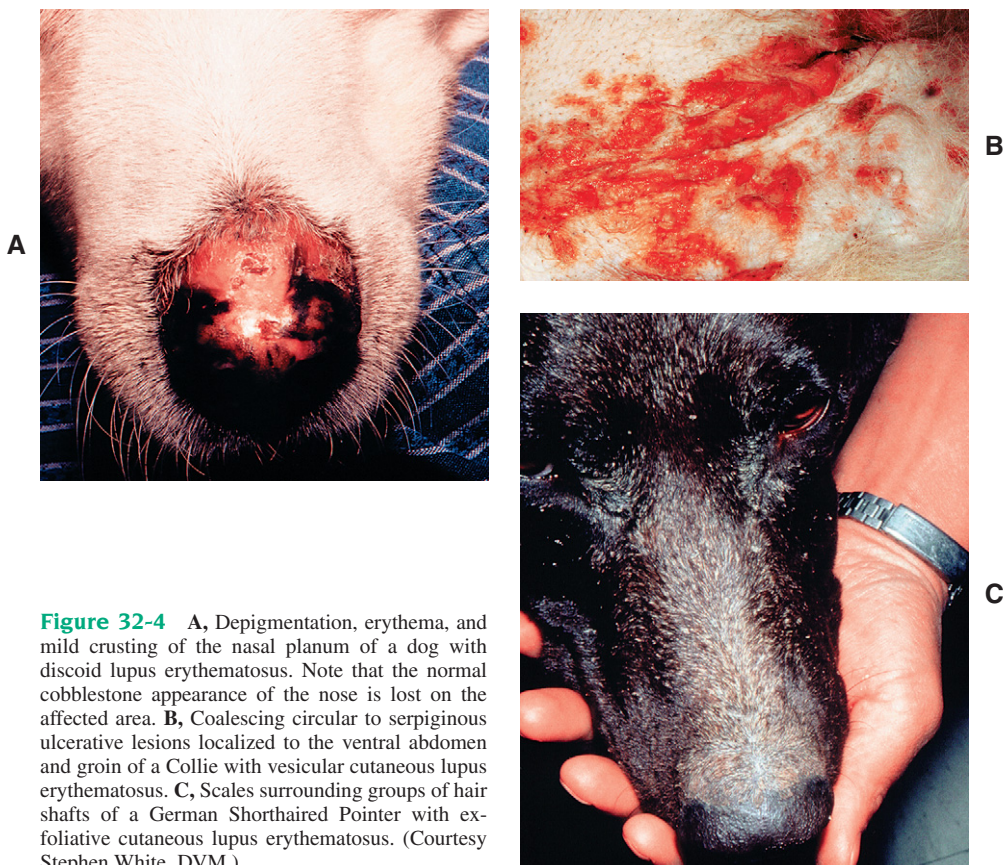 A
B
C
Figure 32-4 A, Depigmentation, erythema, and
mild crusting of the nasal planum of a dog with
discoid lupus erythematosus. Note that the normal
cobblestone appearance of the nose is lost on the
affected area. B, Coalescing circular to serpiginous
ulcerative lesions localized to the ventral abdomen
and groin of a Collie with vesicular cutaneous lupus
erythematosus. C, Scales surrounding groups of hair
shafts of a German Shorthaired Pointer with ex-
foliative cutaneous lupus erythematosus. (Courtesy
Stephen White, DVM.)